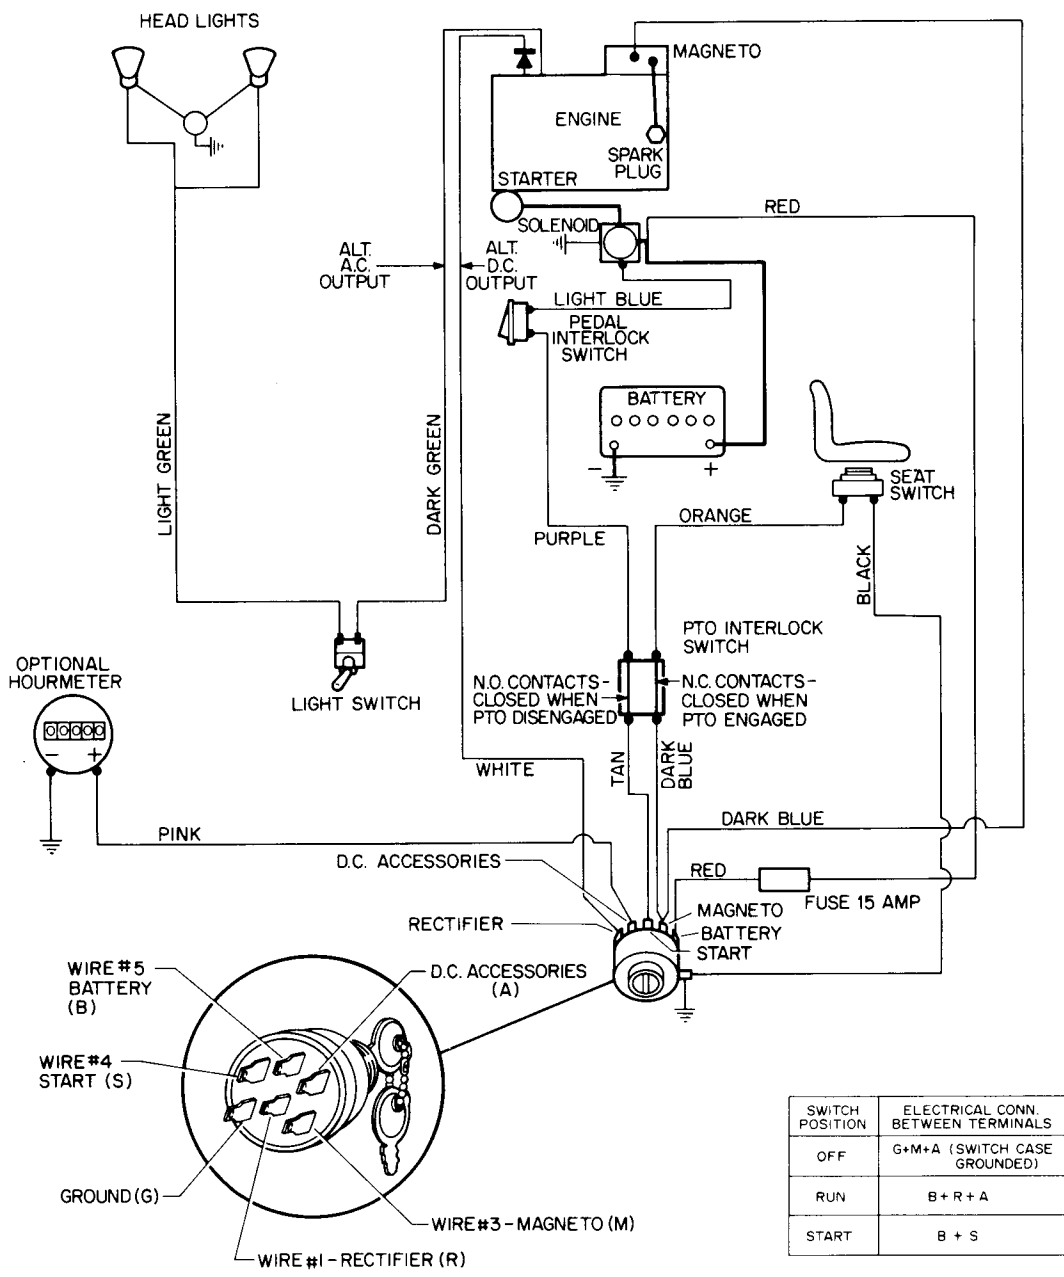 HEAD LIGHTS
MAGNETO
ENGINE
SPARK
PLUG
STARTER
SOLENOID
RED
ALT.
A.C.
OUTPUT
ALT.
D.C.
OUTPUT
LIGHT BLUE
PEDAL
INTERLOCK
SWITCH
BATTERY
- +
SEAT
SWITCH
LIGHT GREEN
DARK GREEN
PURPLE
ORANGE
BLACK
PTO INTERLOCK
SWITCH
OPTIONAL
HOURMETER
00000
- +
LIGHT SWITCH
N.O. CONTACTS-
CLOSED WHEN
PTO DISENGAGED
N.C. CONTACTS-
CLOSED WHEN
PTO ENGAGED
WHITE
TAN
DARK
BLUE
PINK
DARK BLUE
D.C. ACCESSORIES
RED
FUSE 15 AMP
RECTIFIER
MAGNETO
BATTERY
START
WIRE #5
BATTERY
(B)
D.C. ACCESSORIES
(A)
WIRE #4
START (S)
GROUND (G)
WIRE #3-MAGNETO (M)
WIRE #1-RECTIFIER (R)
SWITCH
POSITION
ELECTRICAL CONN.
BETWEEN TERMINALS
OFF
G+M+A (SWITCH CASE
GROUNDED)
RUN
B+R+A
START
B + S